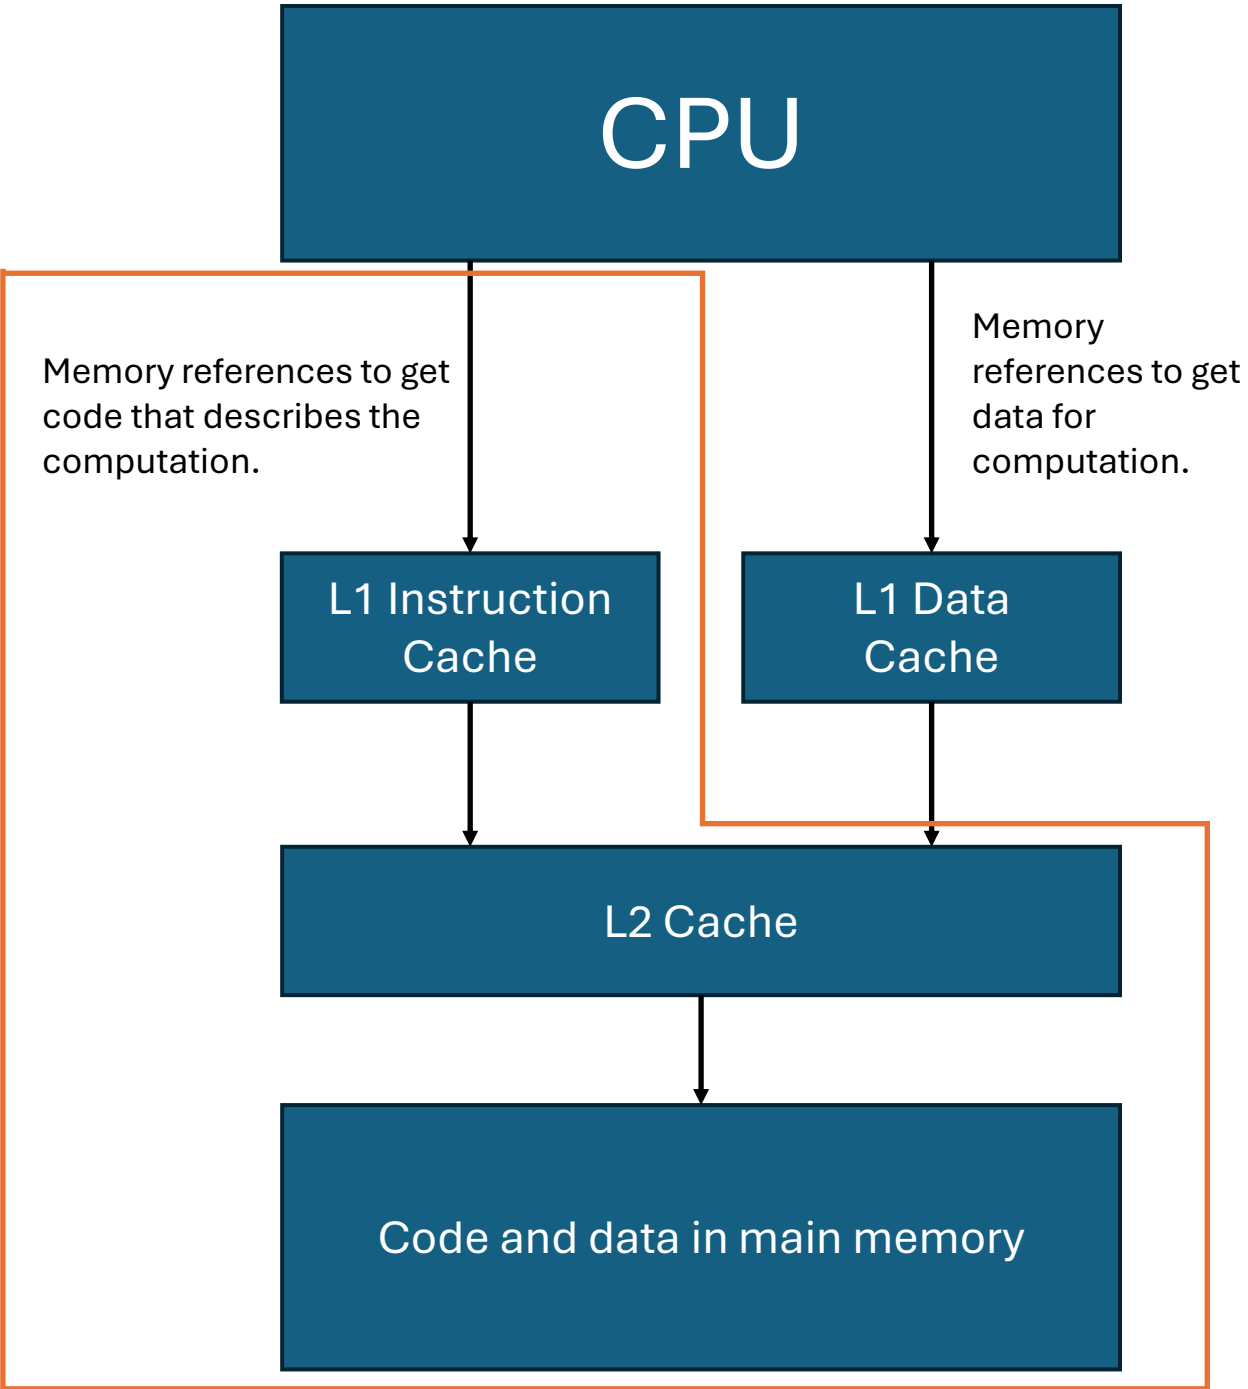 CPU
Memory references to get
code that describes the
computation.
Memory
references to get
data for
computation.
L1 Instruction
Cache
L1 Data
Cache
L2 Cache
Code and data in main memory